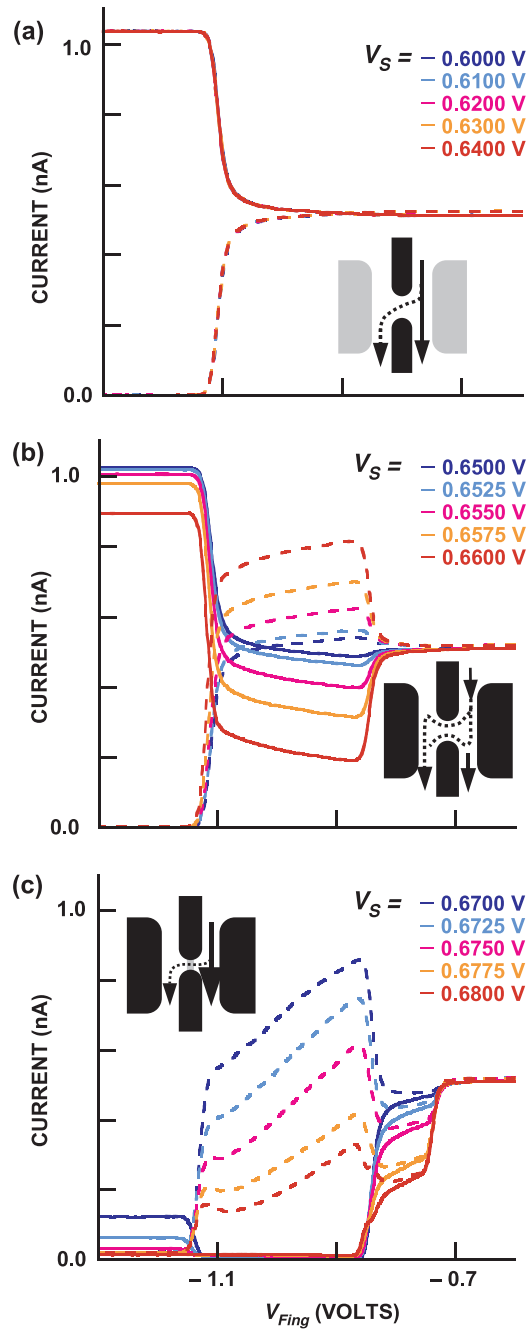 (a)
1.0
V_S =
– 0.6000 V
– 0.6100 V
– 0.6200 V
– 0.6300 V
– 0.6400 V
CURRENT (nA)
0.0
(b)
1.0
V_S =
– 0.6500 V
– 0.6525 V
– 0.6550 V
– 0.6575 V
– 0.6600 V
CURRENT (nA)
0.0
(c)
1.0
V_S =
– 0.6700 V
– 0.6725 V
– 0.6750 V
– 0.6775 V
– 0.6800 V
CURRENT (nA)
0.0
– 1.1
– 0.7
V_Fing (VOLTS)